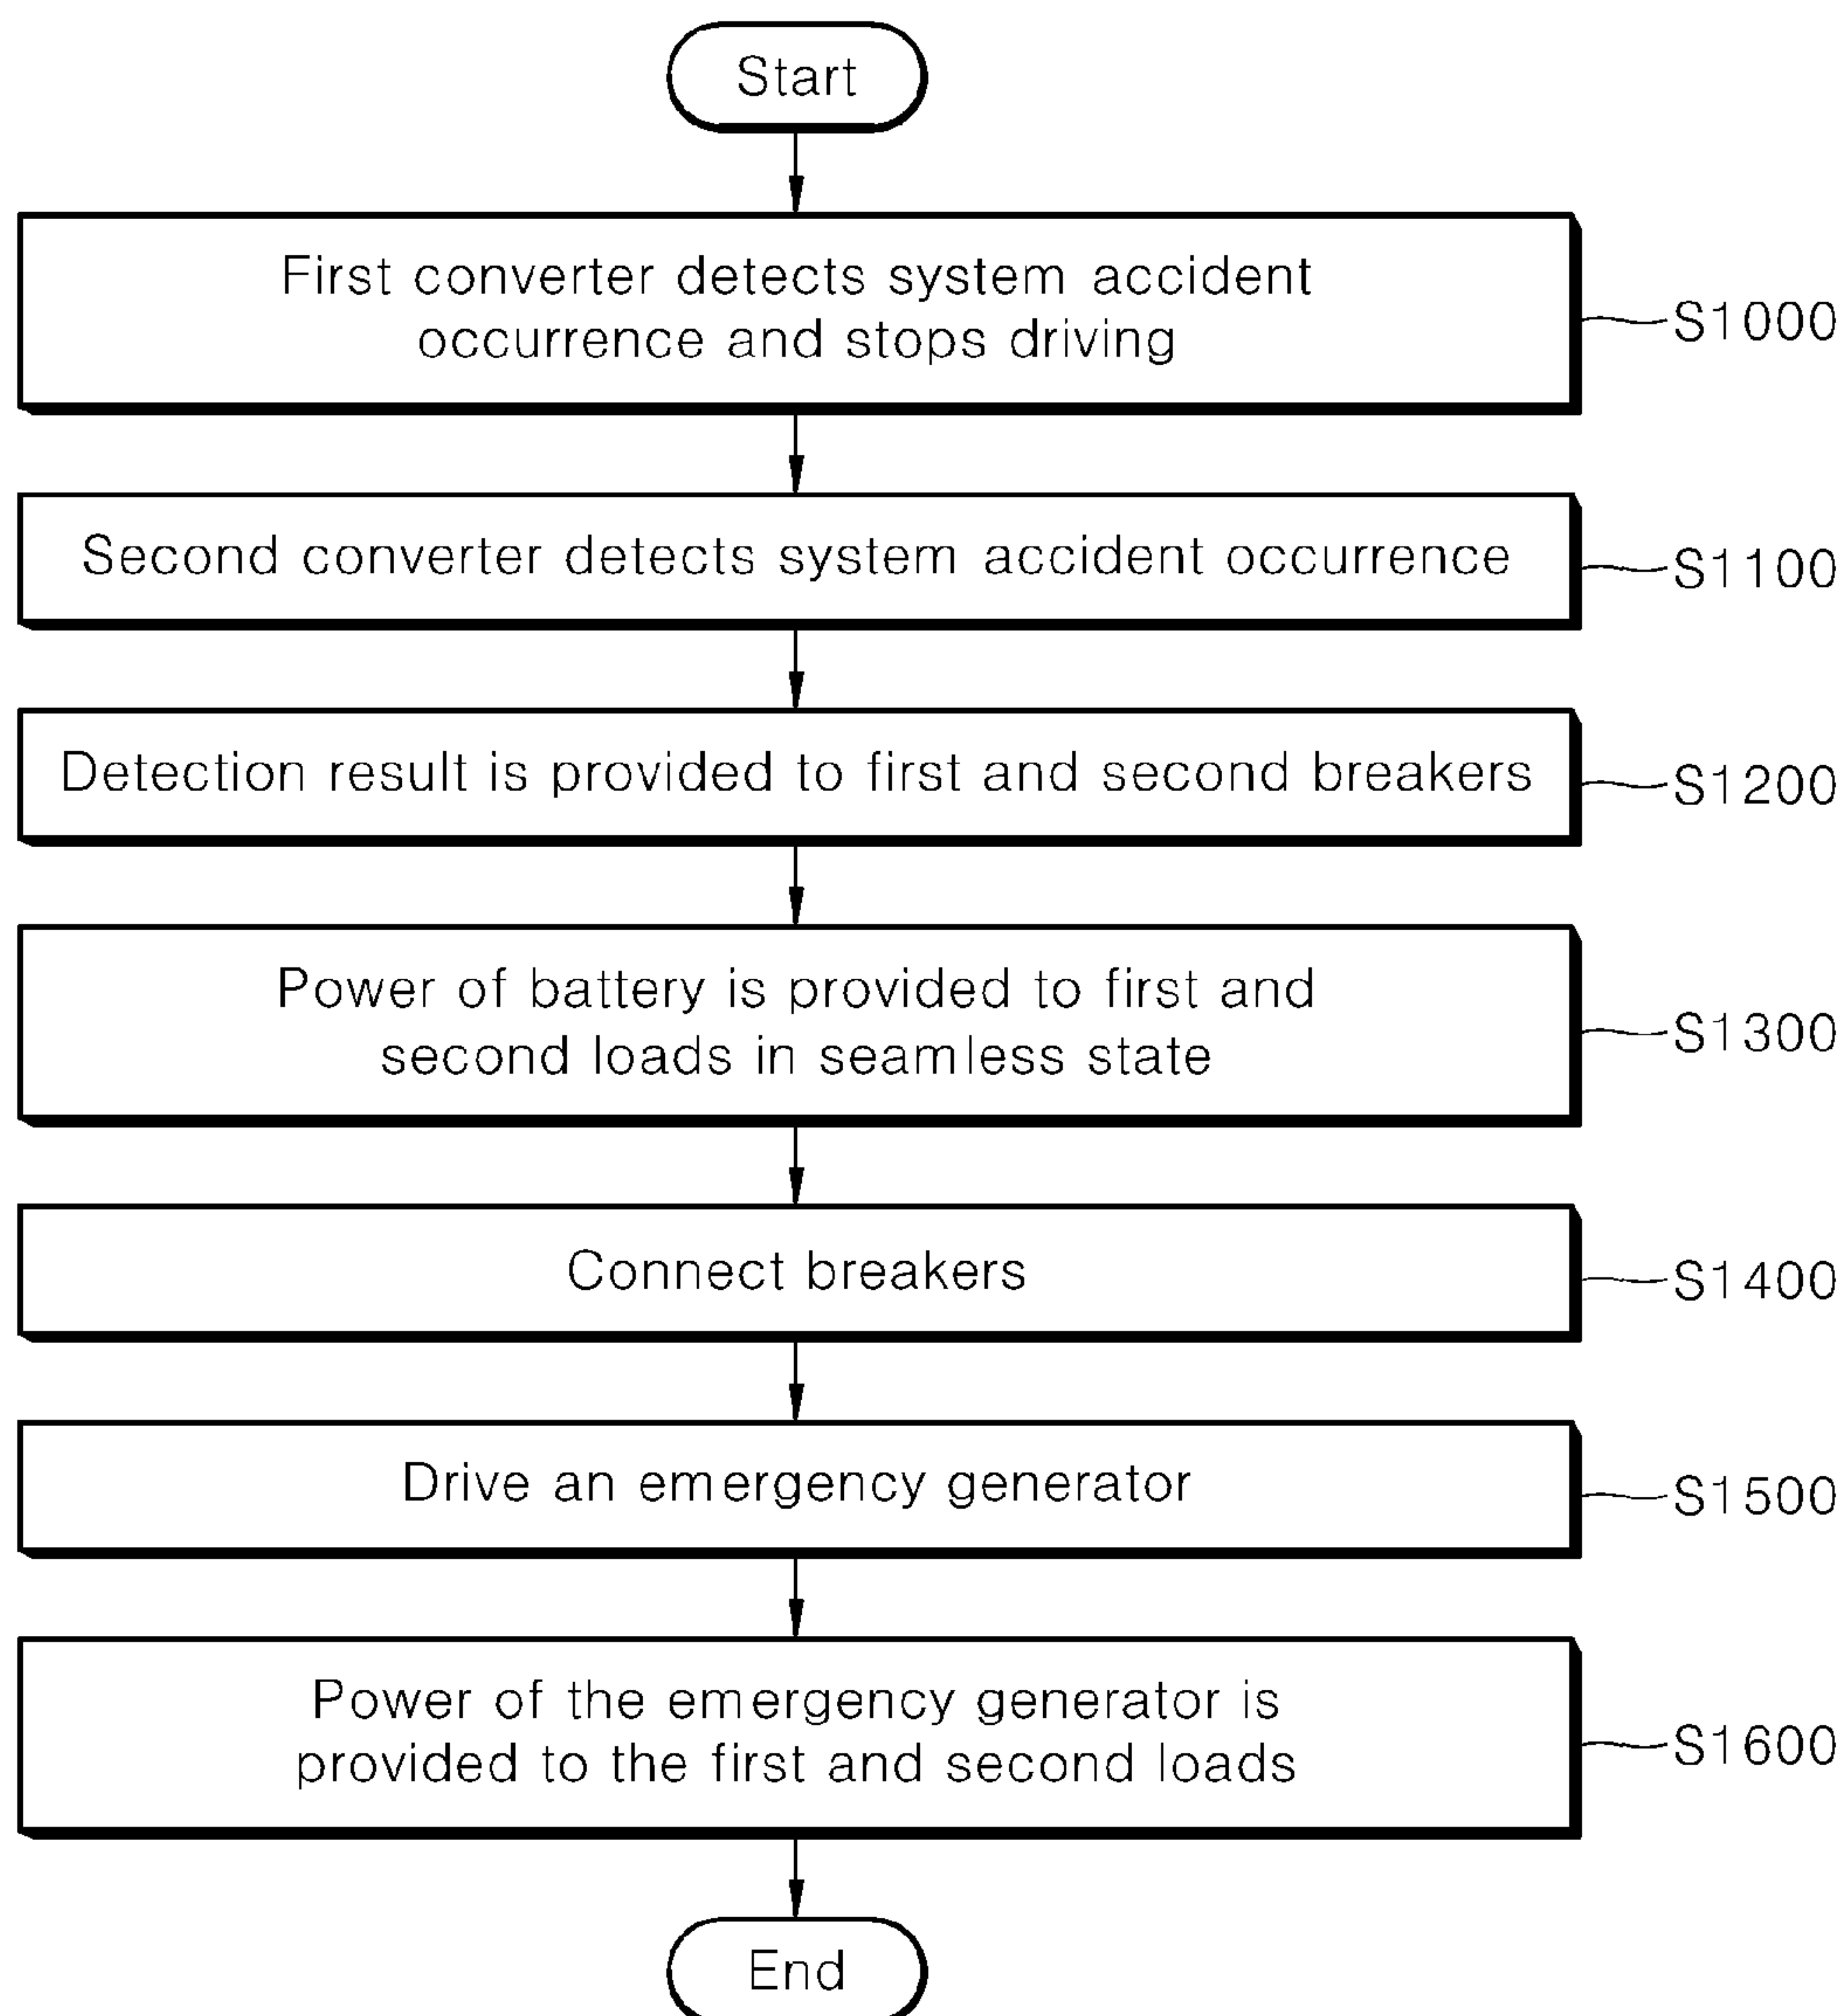 Start
First converter detects system accident
occurrence and stops driving
S1000
Second converter detects system accident occurrence
S1100
Detection result is provided to first and second breakers
S1200
Power of battery is provided to first and
second loads in seamless state
S1300
Connect breakers
S1400
Drive an emergency generator
S1500
Power of the emergency generator is
provided to the first and second loads
S1600
End